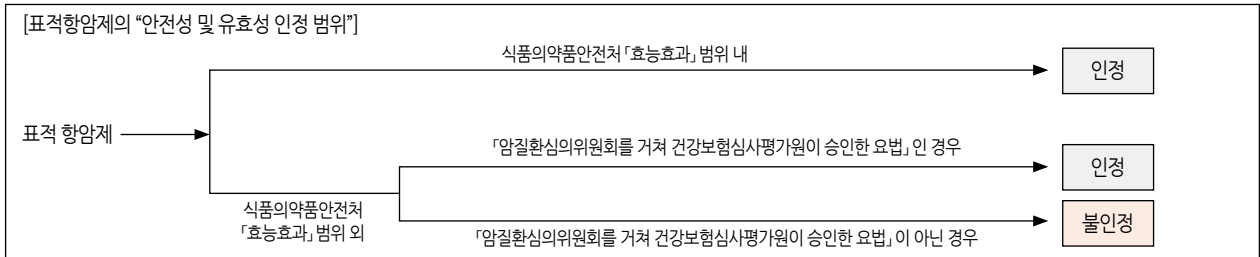 [표적항암제의 “안전성 및 유효성 인정 범위”]
식품의약품안전처 「효능효과」 범위 내
인정
표적 항암제
「암질환심의위원회를 거쳐 건강보험심사평가원이 승인한 요법」 인 경우
인정
식품의약품안전처
「효능효과」 범위 외
「암질환심의위원회를 거쳐 건강보험심사평가원이 승인한 요법」 이 아닌 경우
불인정